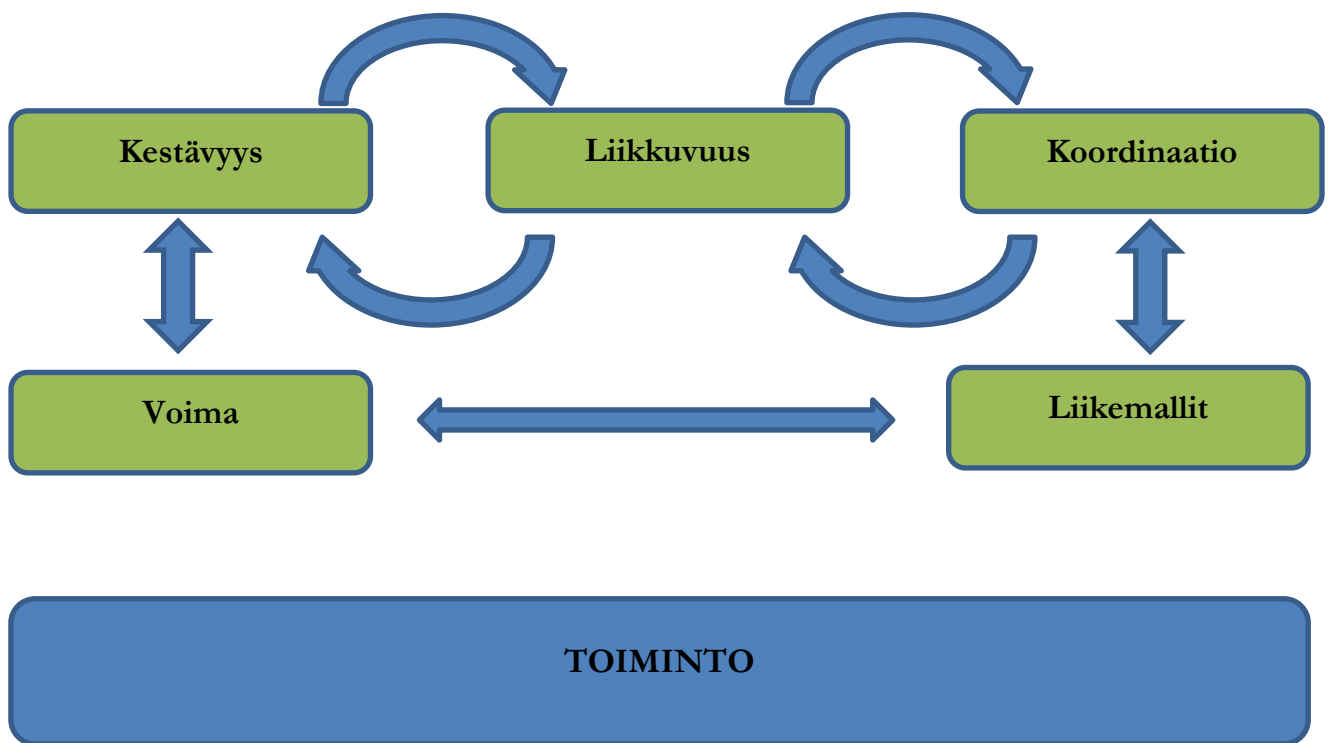 Kestävyys
Liikkuvuus
Koordinaatio
Voima
Liikemallit
TOIMINTO